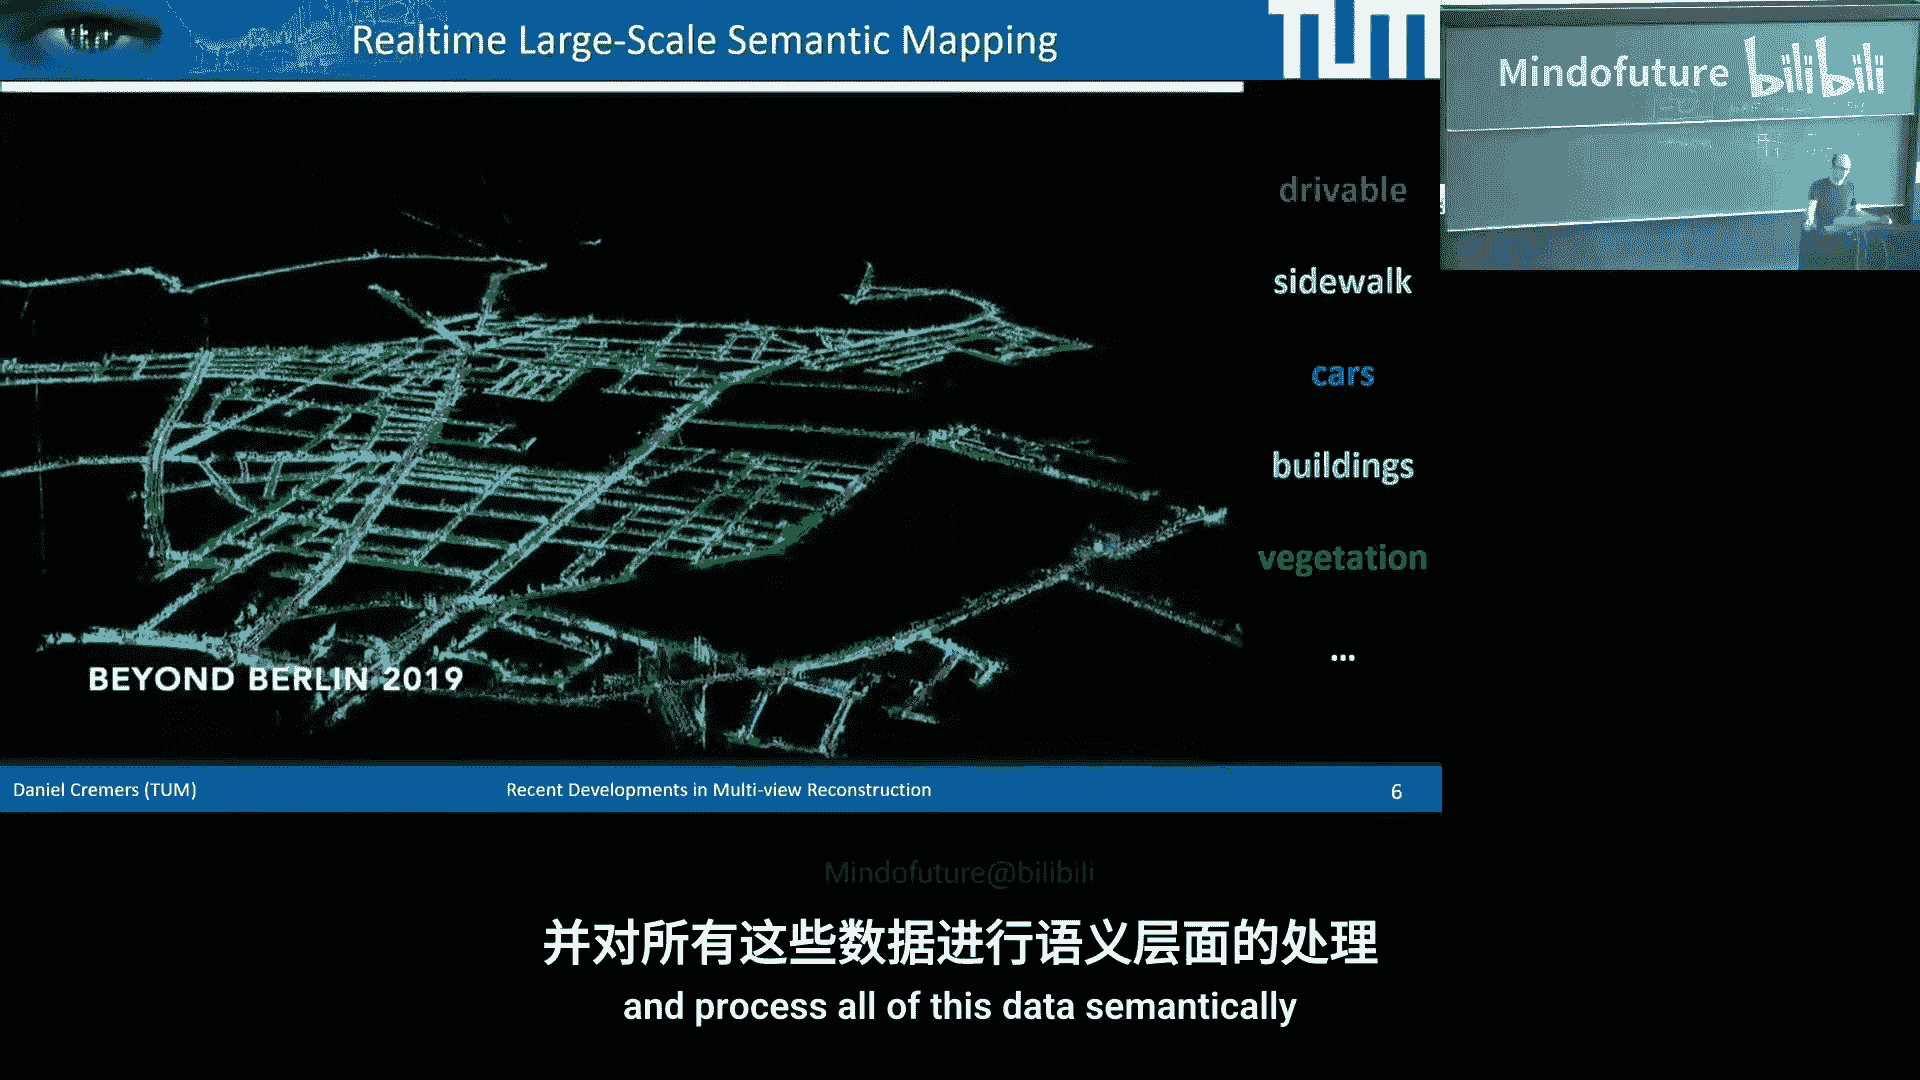 Realtime Large-Scale Semantic Mapping
TUM
Mindofuture bilibili
drivable
sidewalk
cars
buildings
vegetation
...
BEYOND BERLIN 2019
Daniel Cremers (TUM)
Recent Developments in Multi-view Reconstruction
6
Mindofuture@bilibili
并对所有这些数据进行语义层面的处理
and process all of this data semantically